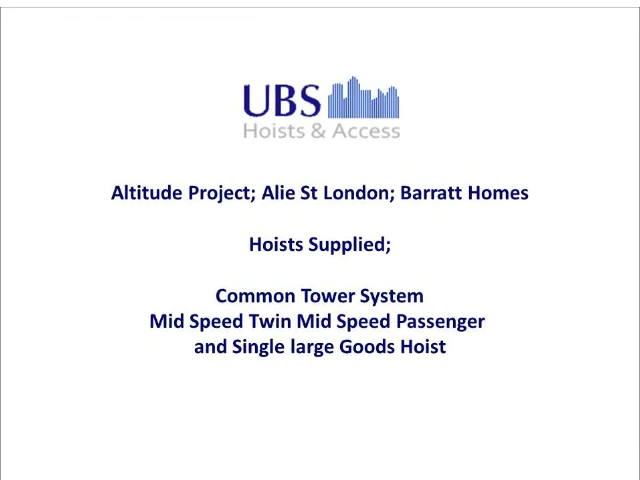 UBS
Hoists & Access
Altitude Project; Alie St London; Barratt Homes
Hoists Supplied;
Common Tower System
Mid Speed Twin Mid Speed Passenger
and Single large Goods Hoist